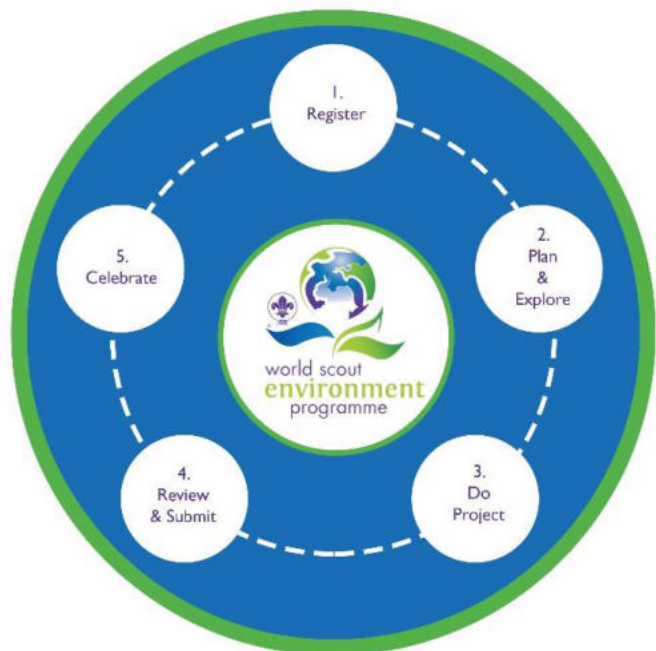 1.
Register
2.
Plan
&
Explore
3.
Do
Project
4.
Review
& Submit
5.
Celebrate
world scout
environment
programme